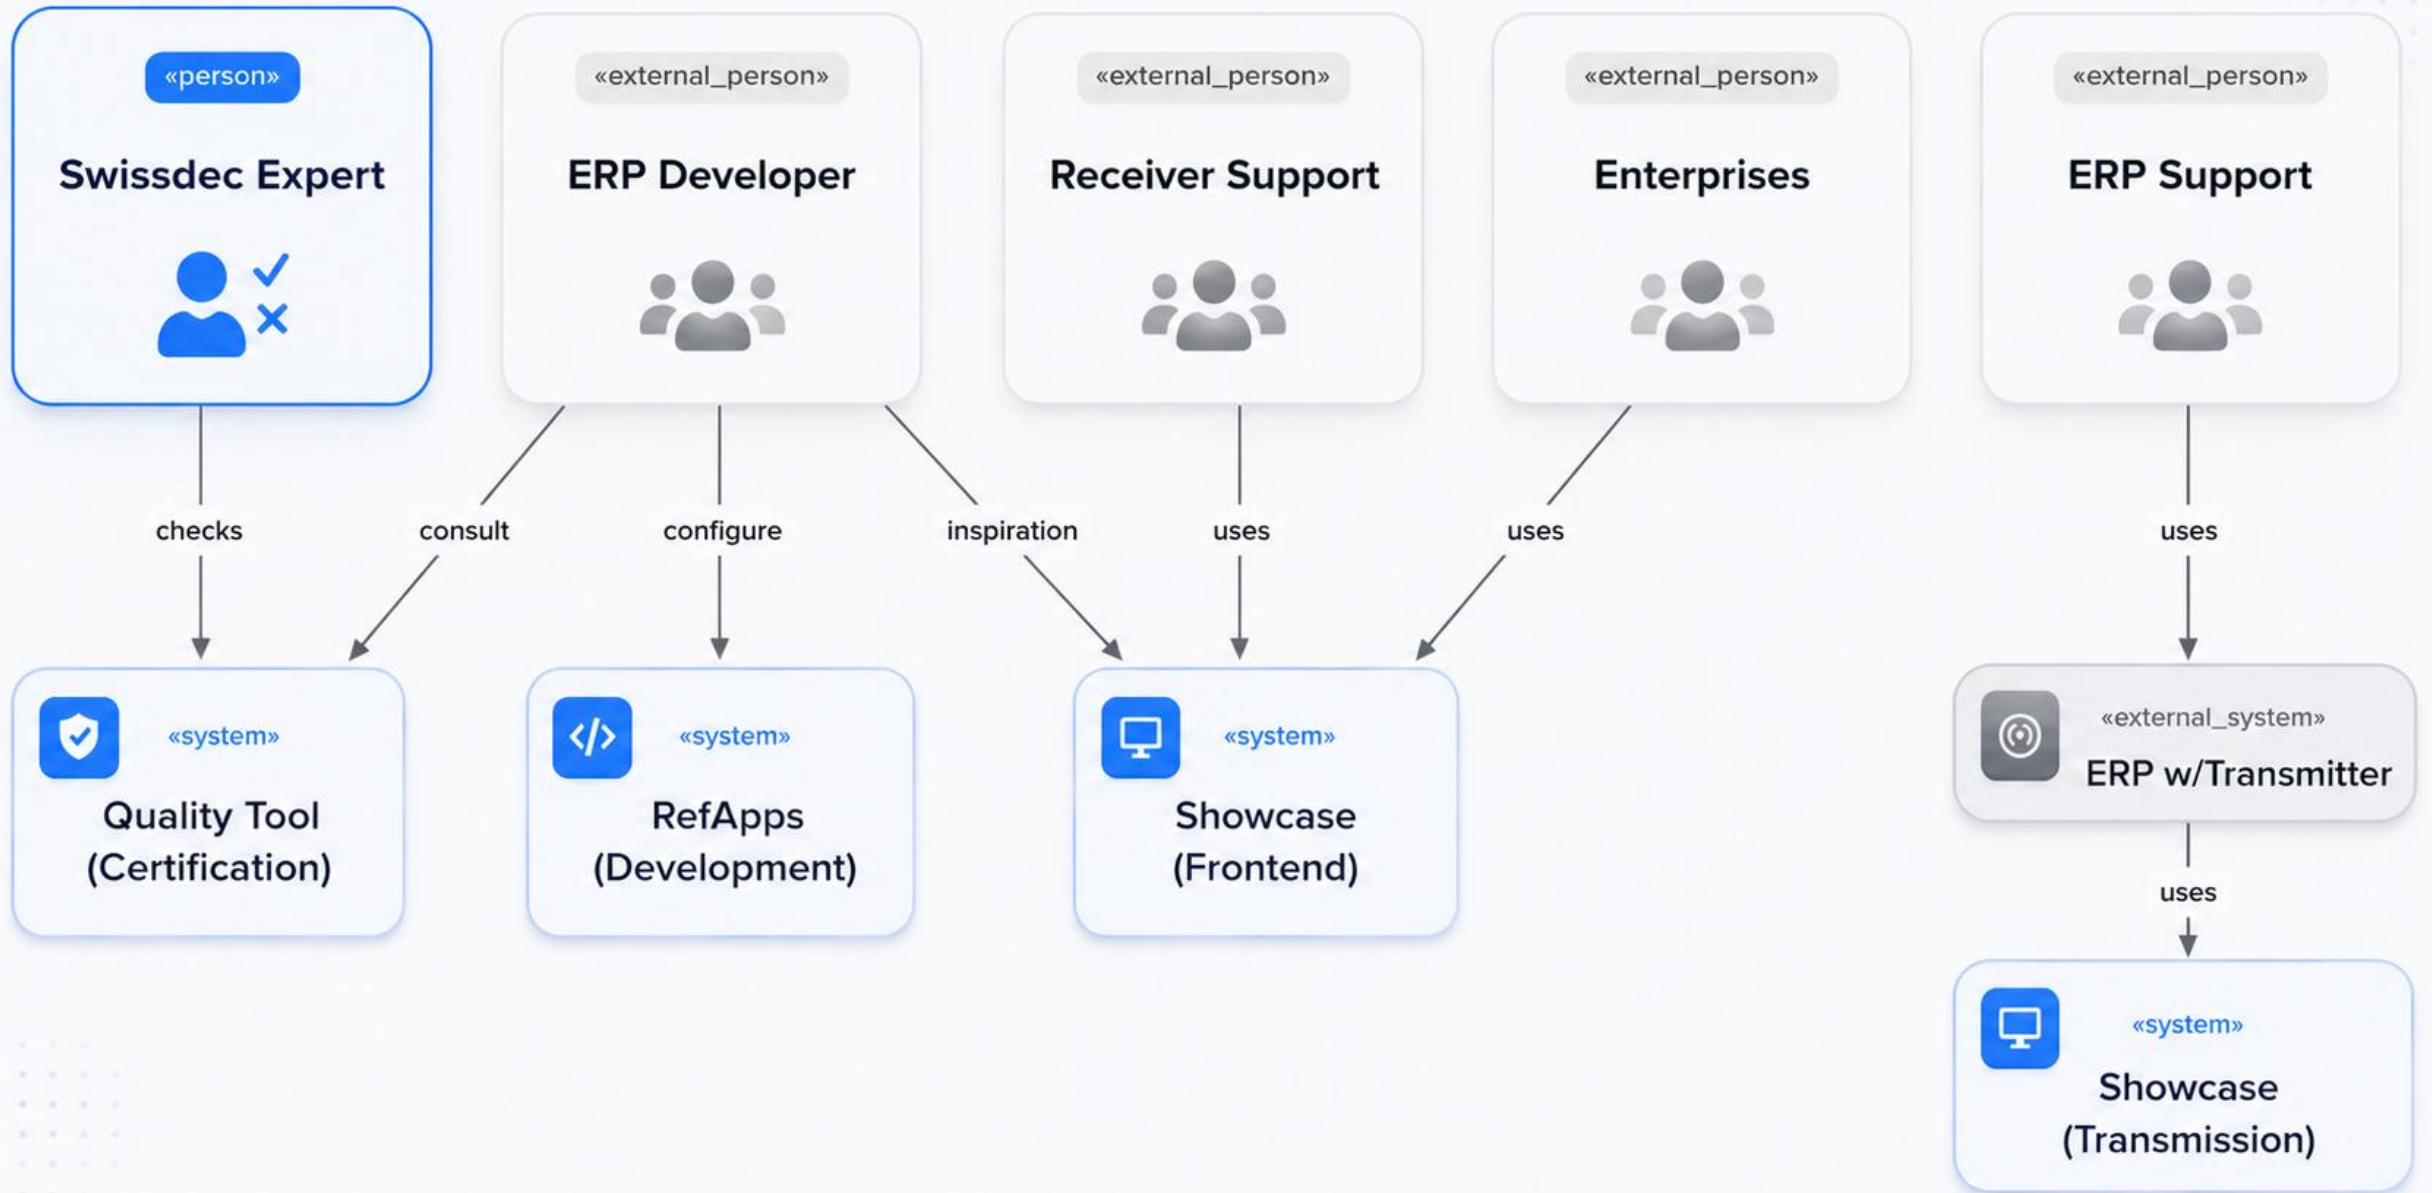 «person»
Swissdec Expert
«external_person»
ERP Developer
«external_person»
Receiver Support
«external_person»
Enterprises
«external_person»
ERP Support
checks
consult
configure
inspiration
uses
uses
uses
«system»
Quality Tool
(Certification)
«system»
RefApps
(Development)
«system»
Showcase
(Frontend)
«external_system»
ERP w/Transmitter
uses
«system»
Showcase
(Transmission)